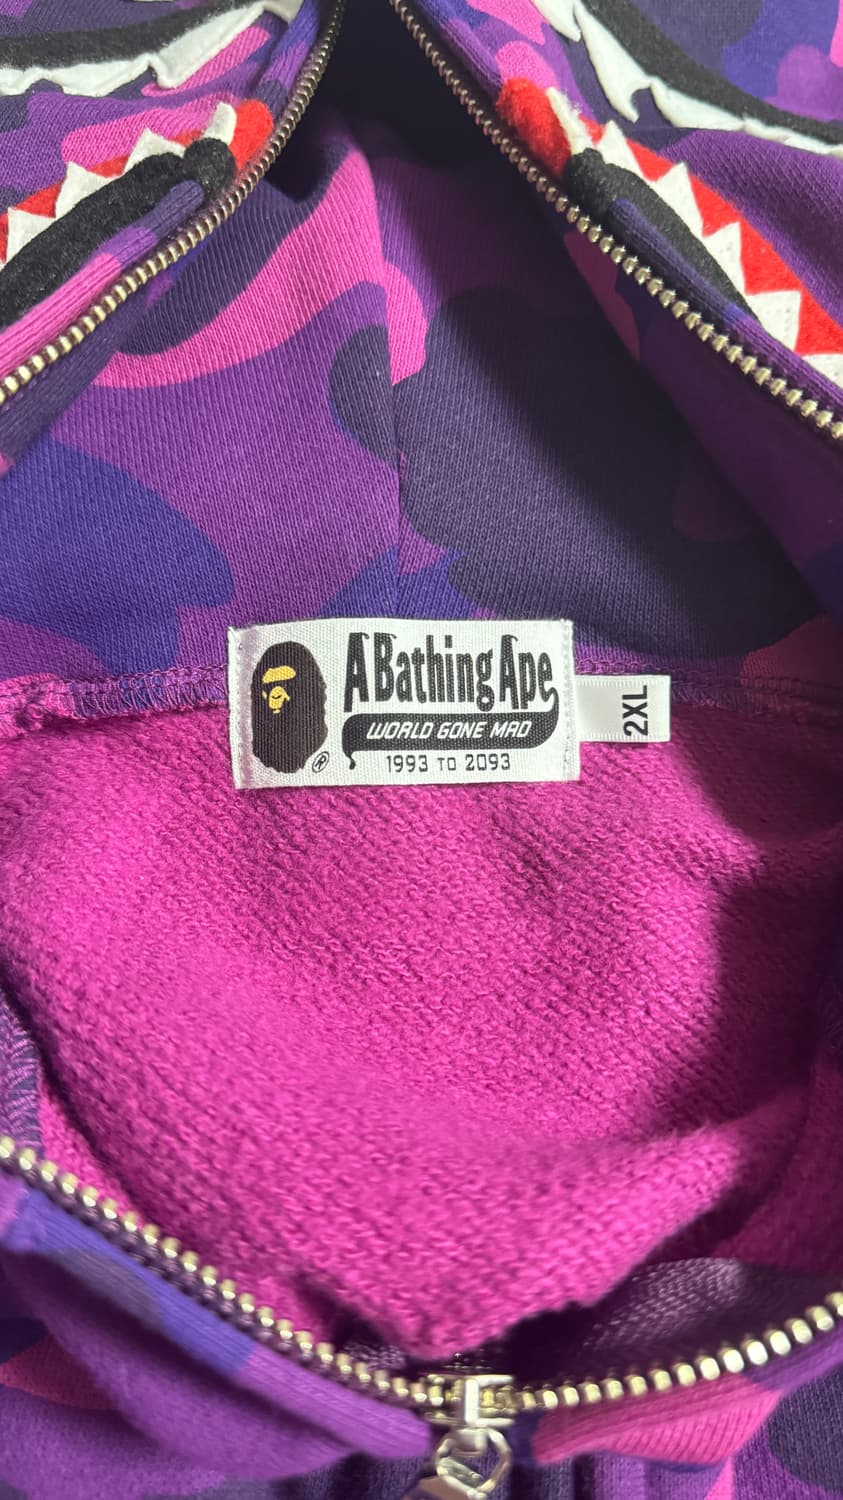 A Bathing Ape
WORLD GONE MAD
1993 TO 2093
®
2XL